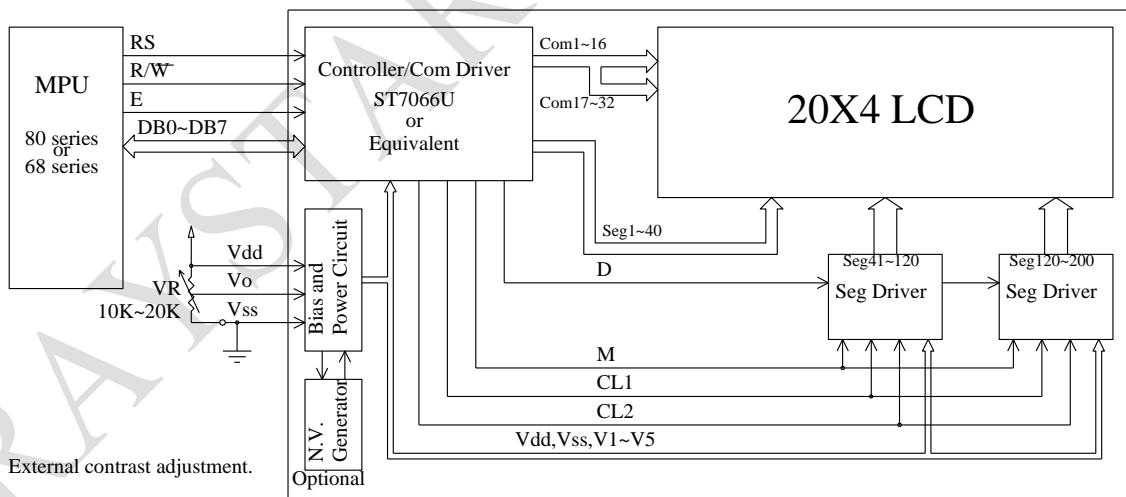 RS
R/W
E
DB0~DB7
MPU
80 series
or
68 series
Controller/Com Driver
ST7066U
or
Equivalent
Com1~16
Com17~32
20X4 LCD
Seg1~40
D
Seg41~120
Seg Driver
Seg120~200
Seg Driver
Vdd
Vo
Vss
VR
10K~20K
Bias and
Power Circuit
N.V.
Generator
Optional
M
CL1
CL2
Vdd,Vss,V1~V5
External contrast adjustment.
RAYSTAR